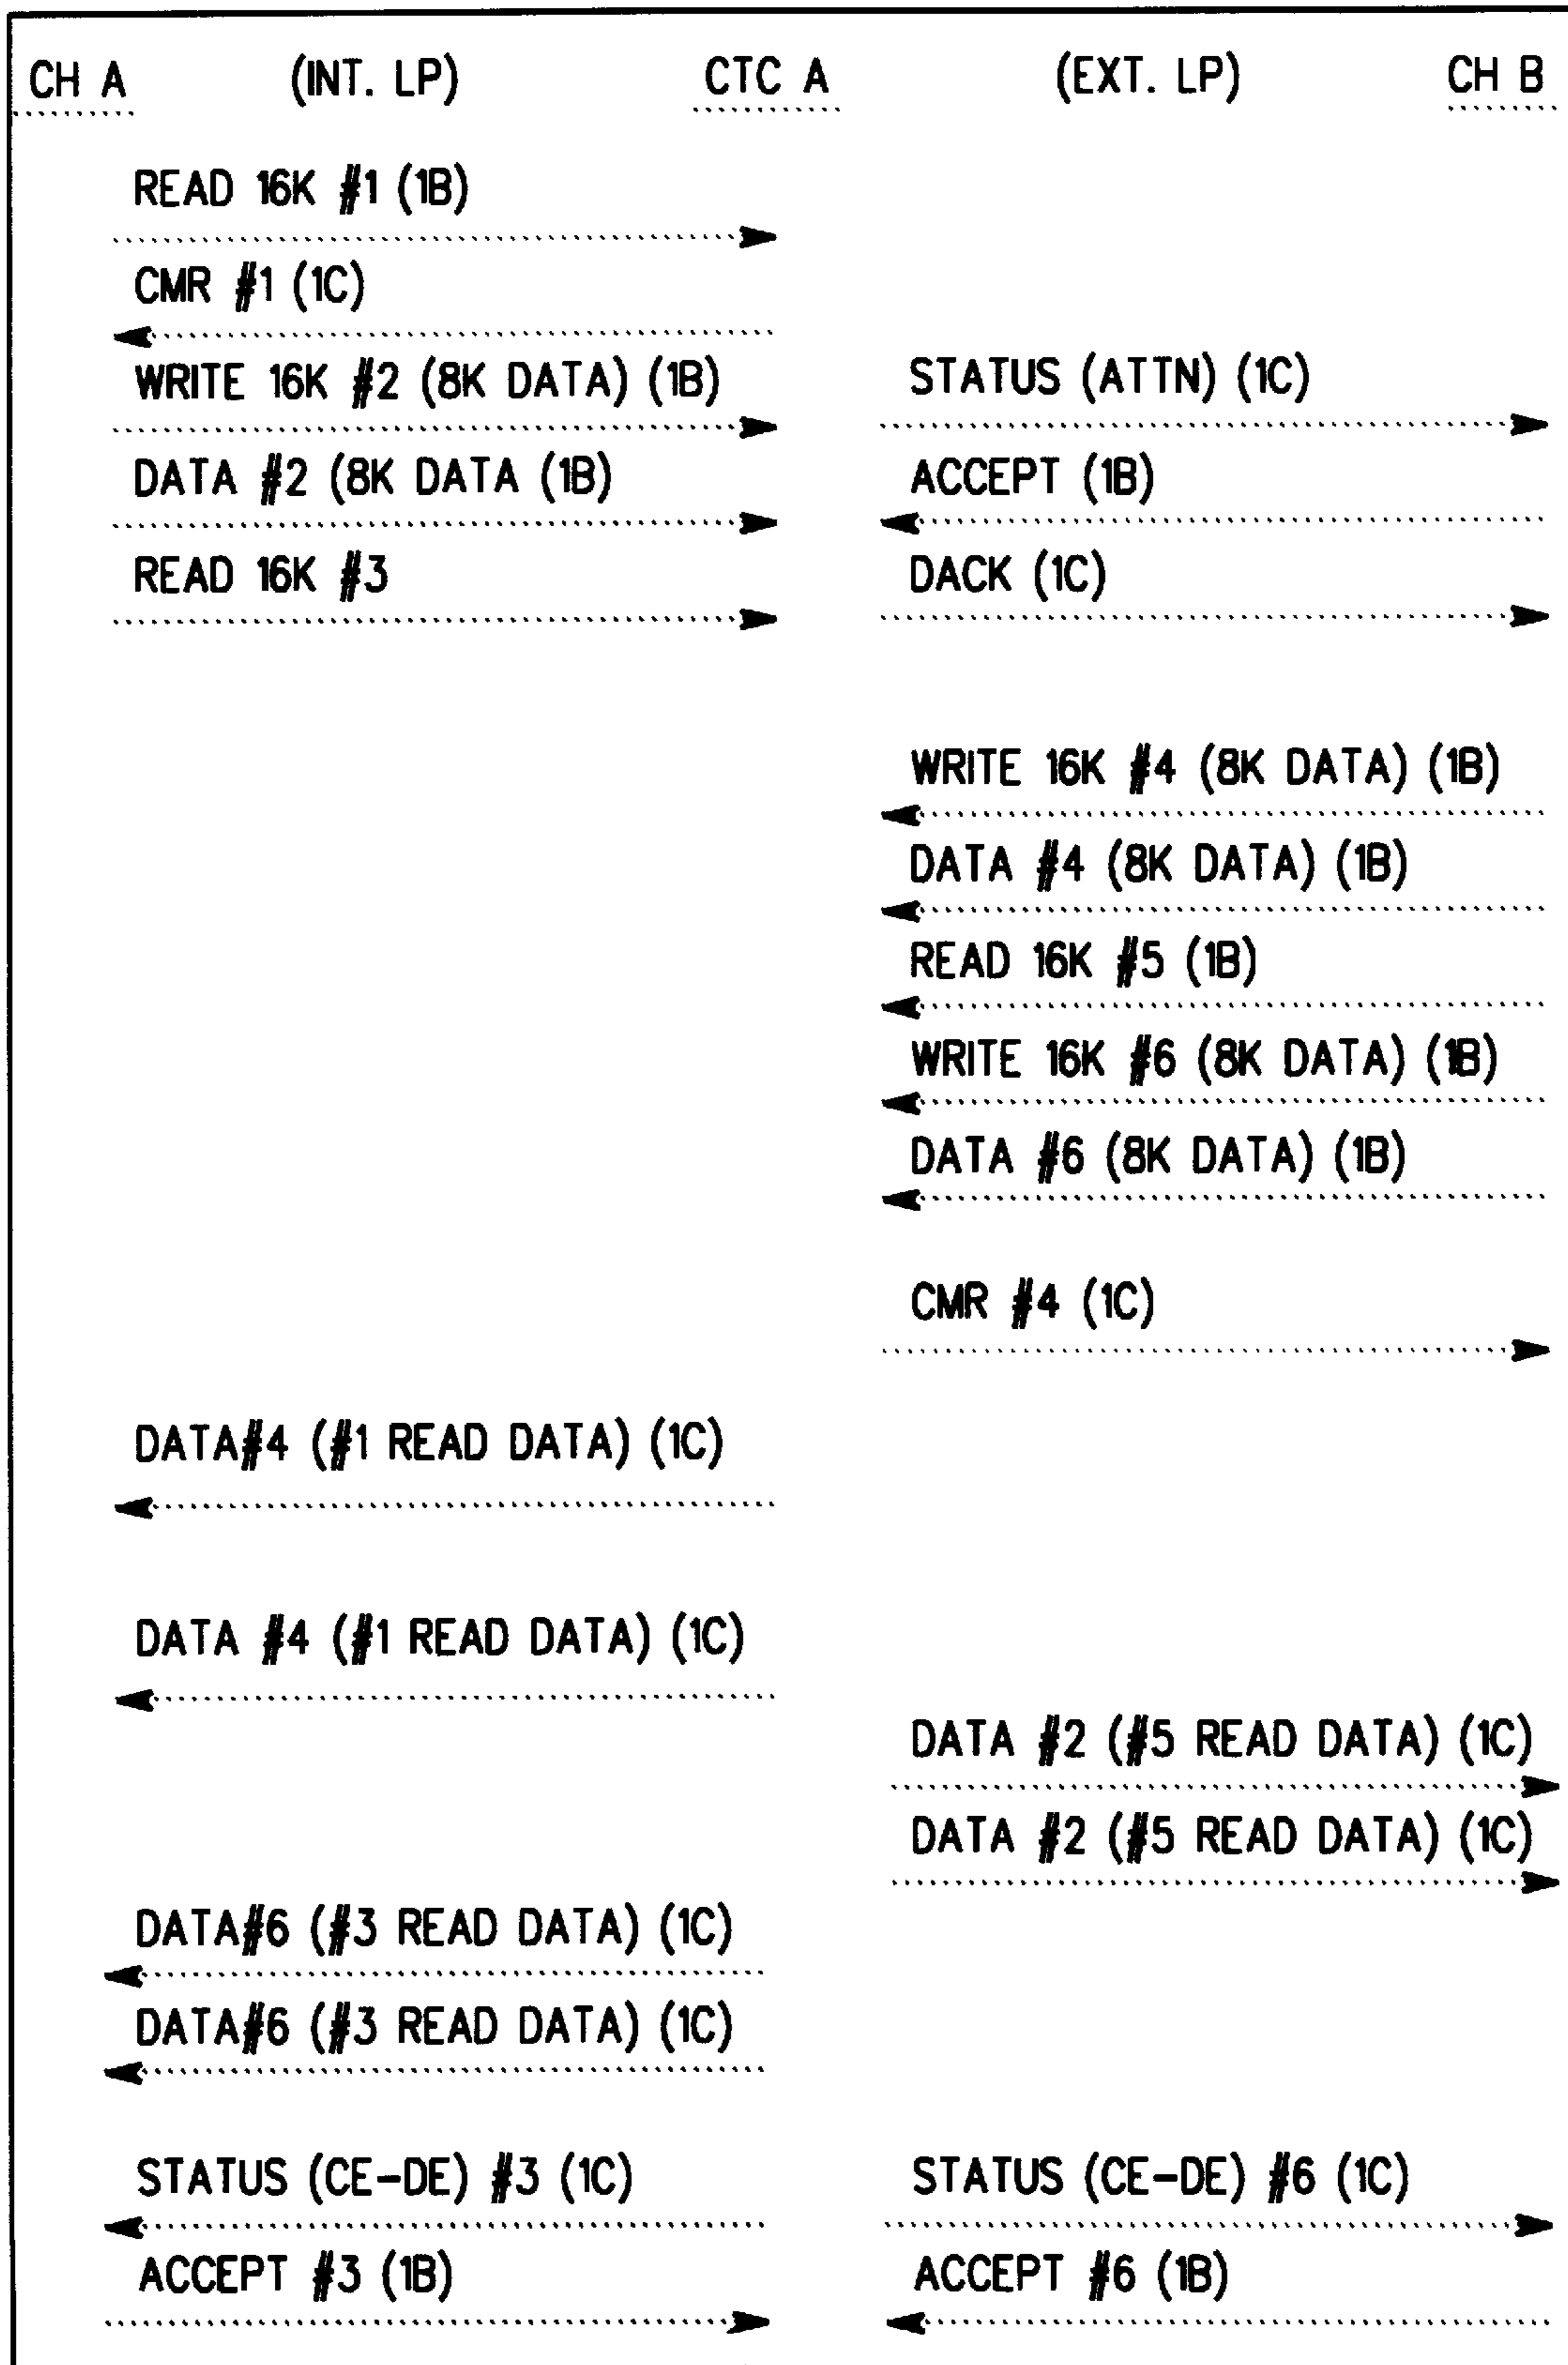 CH A (INT. LP) CTC A (EXT. LP) CH B
READ 16K #1 (1B)
CMR #1 (1C)
WRITE 16K #2 (8K DATA) (1B) STATUS (ATTN) (1C)
DATA #2 (8K DATA (1B) ACCEPT (1B)
READ 16K #3 DACK (1C)
WRITE 16K #4 (8K DATA) (1B)
DATA #4 (8K DATA) (1B)
READ 16K #5 (1B)
WRITE 16K #6 (8K DATA) (1B)
DATA #6 (8K DATA) (1B)
CMR #4 (1C)
DATA#4 (#1 READ DATA) (1C)
DATA #4 (#1 READ DATA) (1C)
DATA #2 (#5 READ DATA) (1C)
DATA #2 (#5 READ DATA) (1C)
DATA#6 (#3 READ DATA) (1C)
DATA#6 (#3 READ DATA) (1C)
STATUS (CE-DE) #3 (1C) STATUS (CE-DE) #6 (1C)
ACCEPT #3 (1B) ACCEPT #6 (1B)